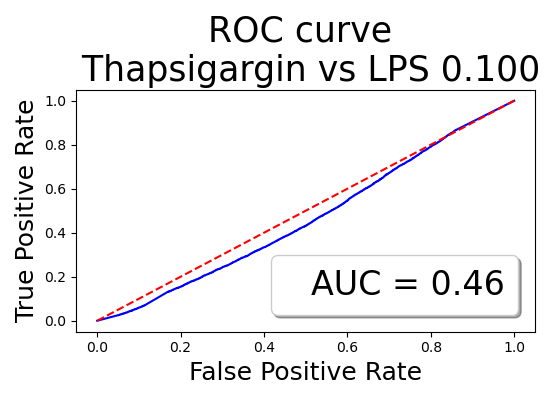 ROC curve
Thapsigargin vs LPS 0.100
True Positive Rate
1.0
0.8
0.6
0.4
0.2
0.0
AUC = 0.46
0.0 0.2 0.4 0.6 0.8 1.0
False Positive Rate